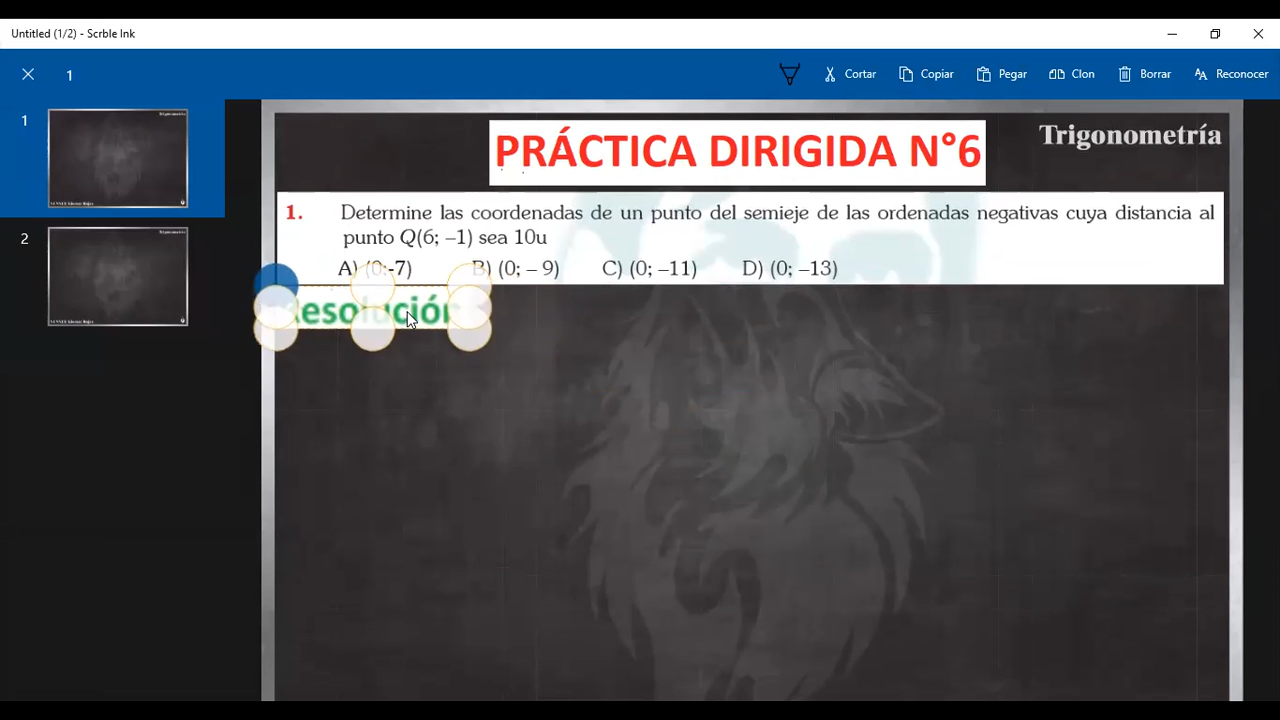 Untitled (1/2) - Scrble Ink
1
Cortar
Copiar
Pegar
Clon
Borrar
Reconocer
1
2
Trigonometría
PRÁCTICA DIRIGIDA N°6
1. Determine las coordenadas de un punto del semieje de las ordenadas negativas cuya distancia al
punto Q(6; –1) sea 10u
A) (0;-7) B) (0; – 9) C) (0; –11) D) (0; –13)
Resolución